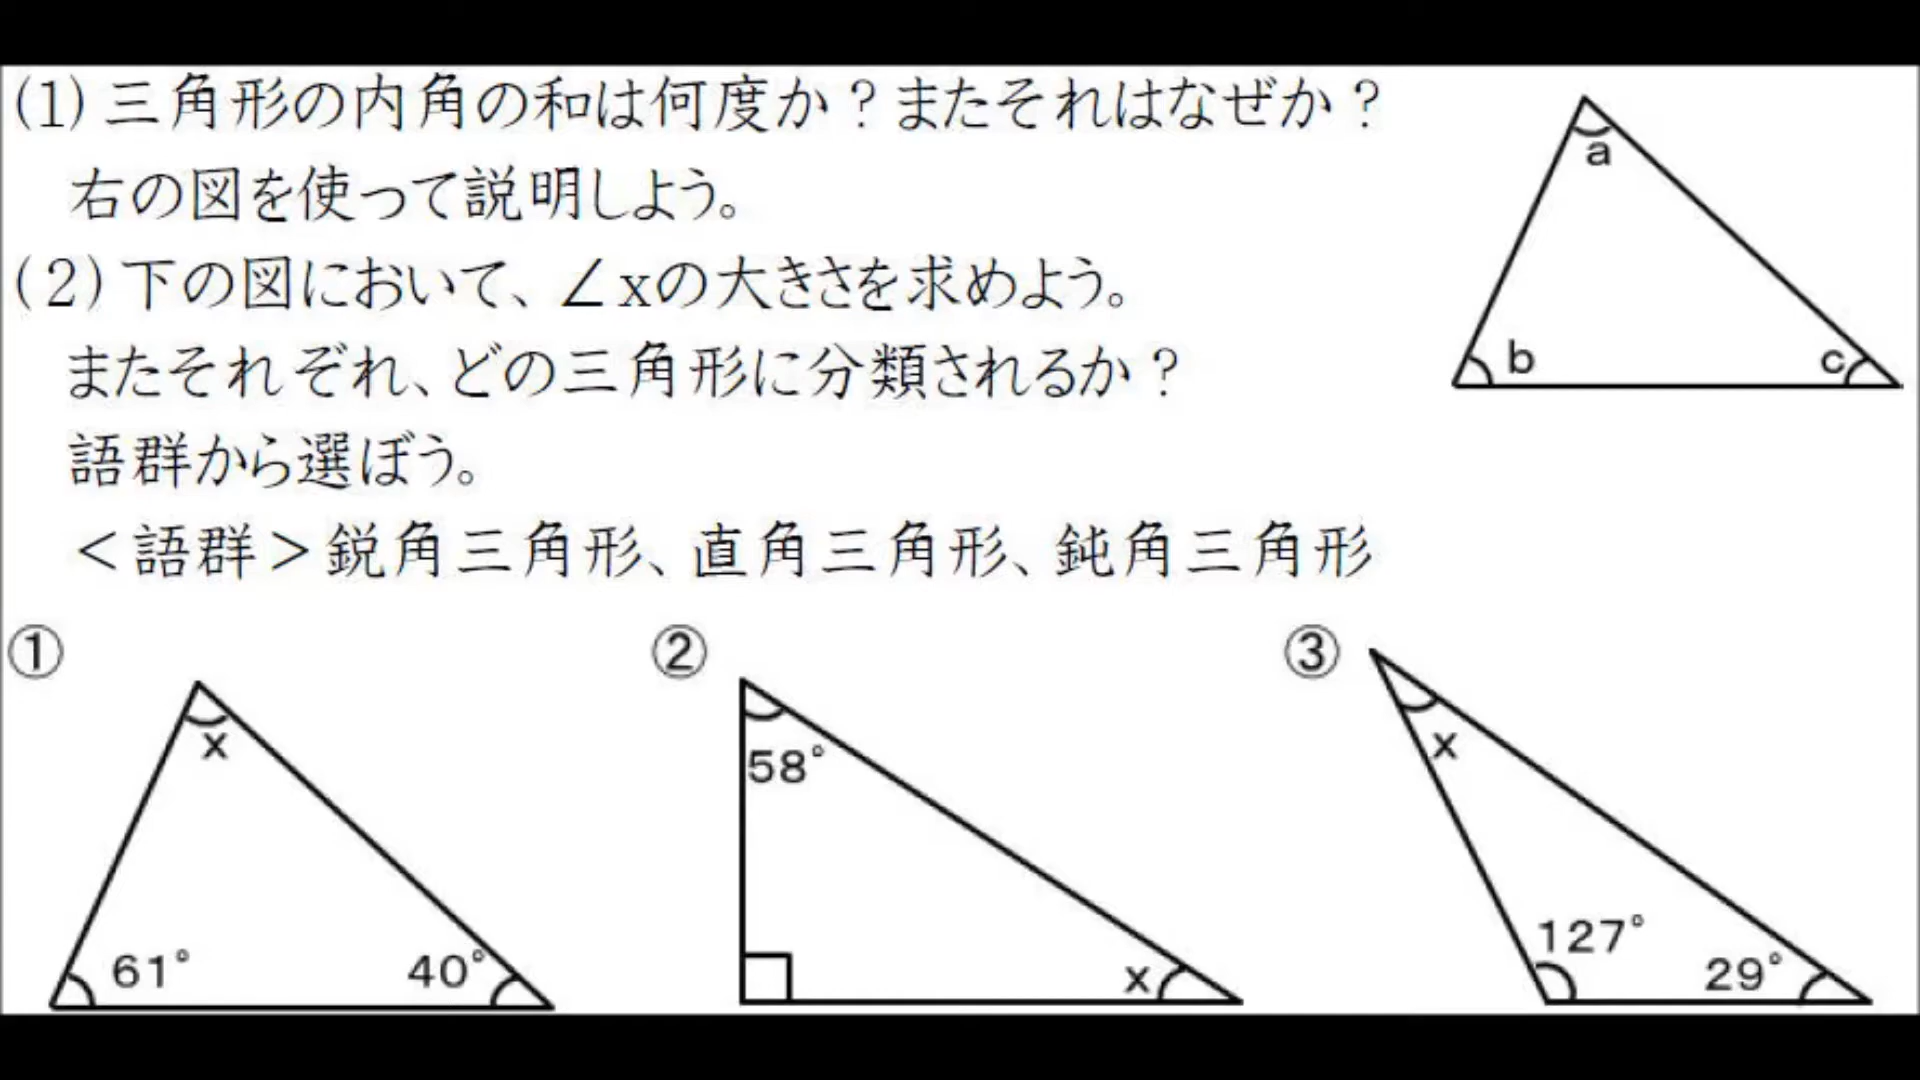 (1)三角形の内角の和は何度か？またそれはなぜか？
右の図を使って説明しよう。
(2)下の図において、∠xの大きさを求めよう。
またそれぞれ、どの三角形に分類されるか？
語群から選ぼう。
＜語群＞鋭角三角形、直角三角形、鈍角三角形
a
b
c
①
x
61°
40°
②
58°
x
③
x
127°
29°